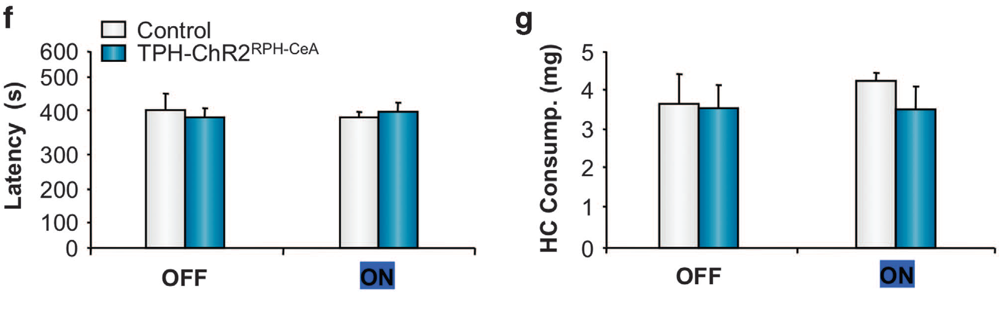 f
Control
TPH-ChR2RPH-CeA
600
500
400
300
200
100
0
Latency (s)
OFF
ON
g
5
4
3
2
1
0
HC Consump. (mg)
OFF
ON